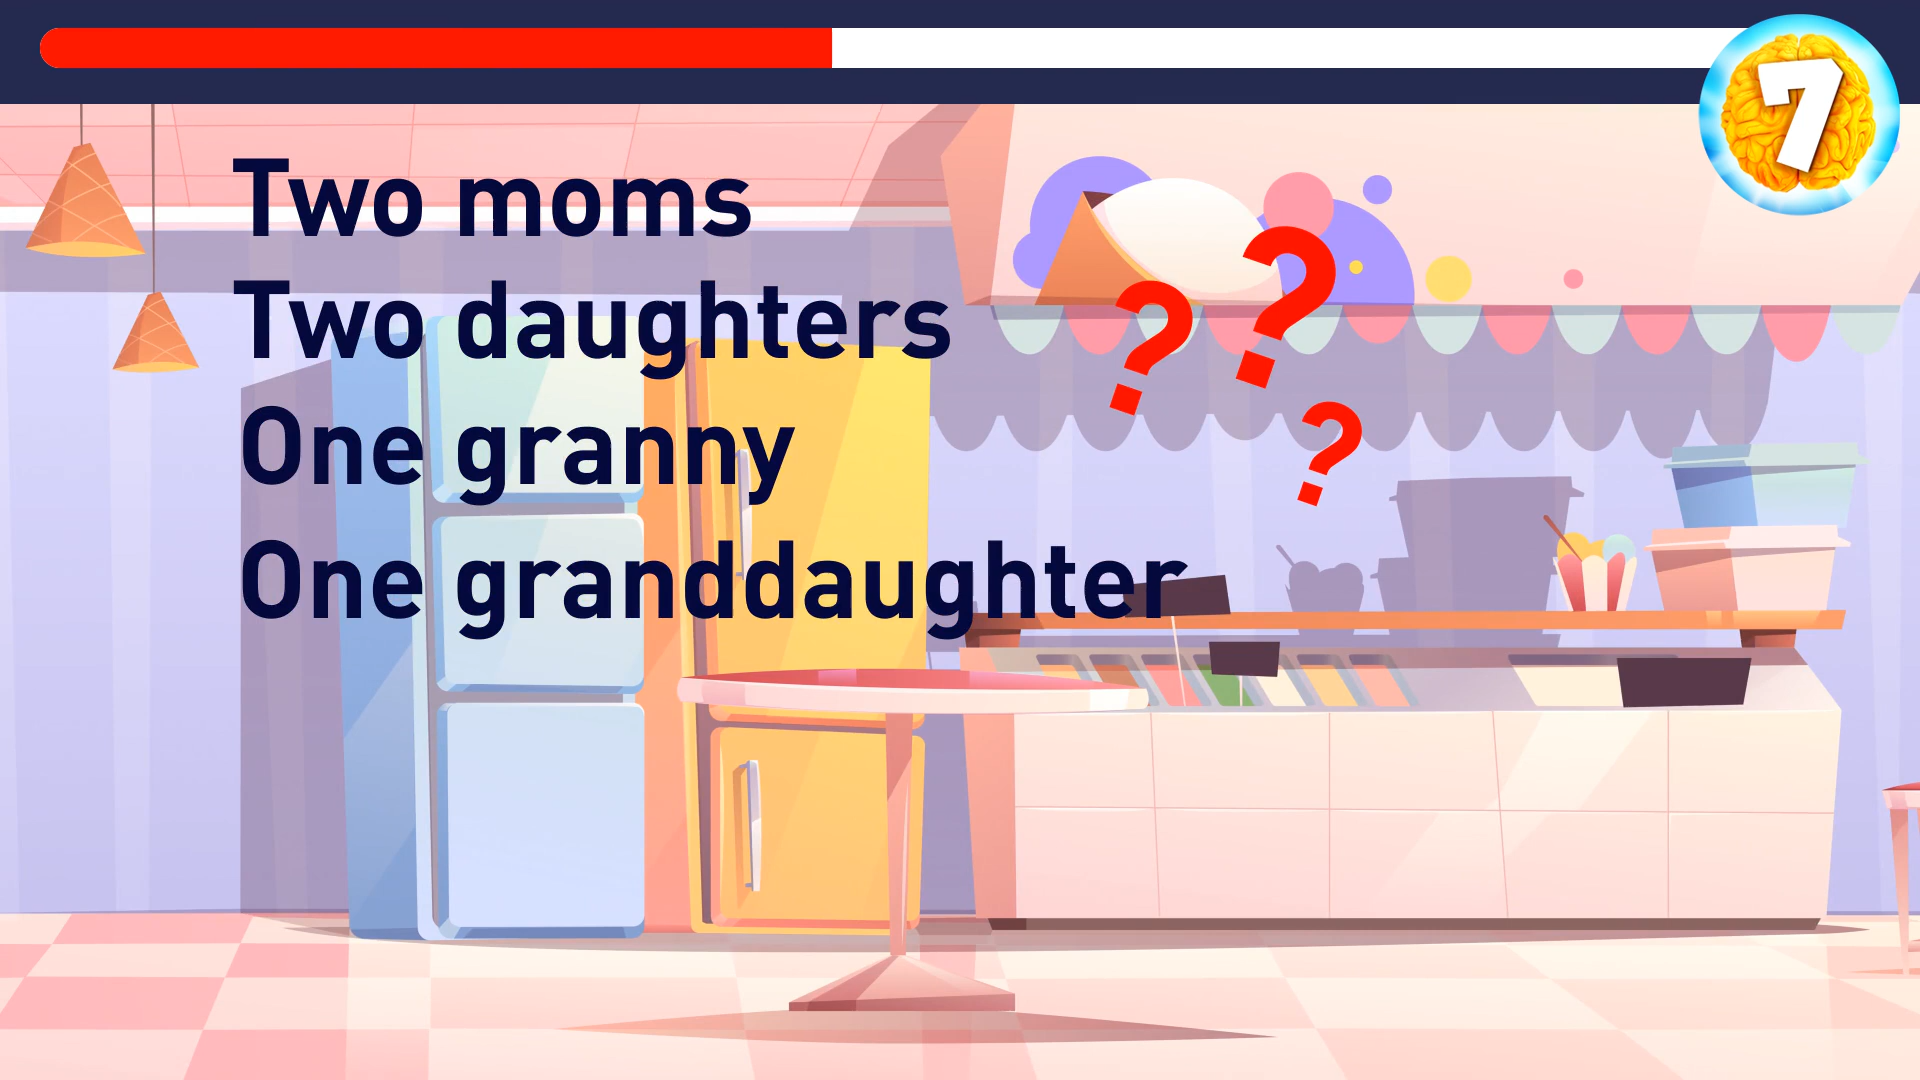 7
Two moms
Two daughters
One granny
One granddaughter
? ? ?